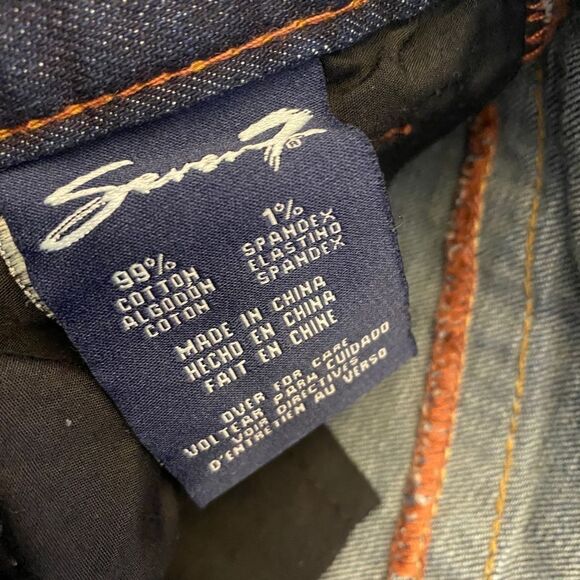 Seven7®
99% 1%
COTTON SPANDEX
ALGODON ELASTINO
COTON SPANDEX
MADE IN CHINA
HECHO EN CHINA
FAIT EN CHINE
OVER FOR CARE
VOLTEAR PARA CUIDADO
VOIR DIRECTIVES
D'ENTRETIEN AU VERSO